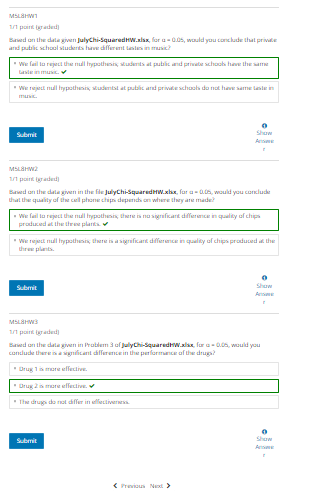 M5L8HW1
1/1 point (graded)
Based on the data given JulyChi-SquaredHW.xlsx, for α = 0.05, would you conclude that private
and public school students have different tastes in music?
We fail to reject the null hypothesis, students at public and private schools have the same
taste in music. ✔
We reject null hypothesis; students at public and private schools do not have same taste in
music.
Submit
Show
Answe
r
M5L8HW2
1/1 point (graded)
Based on the data given in the file JulyChi-SquaredHW.xlsx, for α = 0.05, would you conclude
that the quality of the cell phone chips depends on where they are made?
We fail to reject the null hypothesis; there is no significant difference in quality of chips
produced at the three plants. ✔
We reject null hypothesis; there is a significant difference in quality of chips produced at the
three plants.
Submit
Show
Answe
r
M5L8HW3
1/1 point (graded)
Based on the data given in Problem 3 of JulyChi-SquaredHW.xlsx, for α = 0.05, would you
conclude there is a significant difference in the performance of the drugs?
Drug 1 is more effective.
Drug 2 is more effective. ✔
The drugs do not differ in effectiveness.
Submit
Show
Answe
r
Previous Next